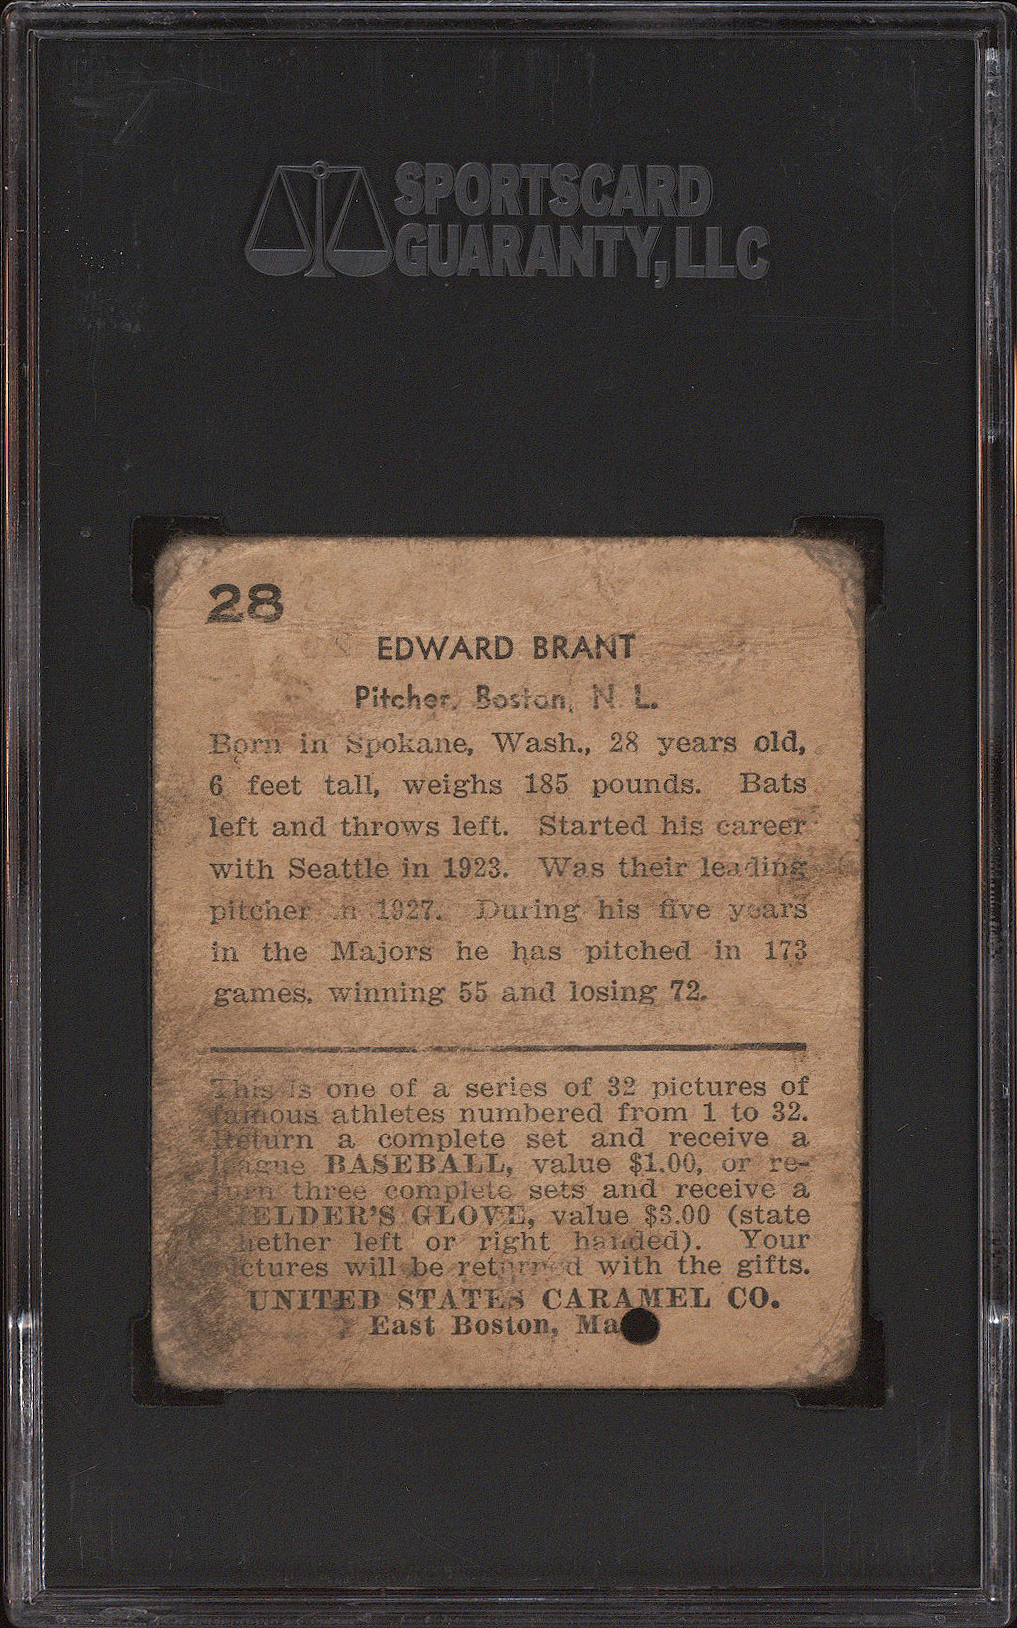 SPORTSCARD
GUARANTY, LLC
28
EDWARD BRANT
Pitcher, Boston, N. L.
Born in Spokane, Wash., 28 years old,
6 feet tall, weighs 185 pounds. Bats
left and throws left. Started his career
with Seattle in 1923. Was their leading
pitcher in 1927. During his five years
in the Majors he has pitched in 173
games, winning 55 and losing 72.
This is one of a series of 32 pictures of
famous athletes numbered from 1 to 32.
Return a complete set and receive a
league BASEBALL, value $1.00, or re-
turn three complete sets and receive a
FIELDER'S GLOVE, value $3.00 (state
whether left or right handed). Your
pictures will be returned with the gifts.
UNITED STATES CARAMEL CO.
East Boston, Ma